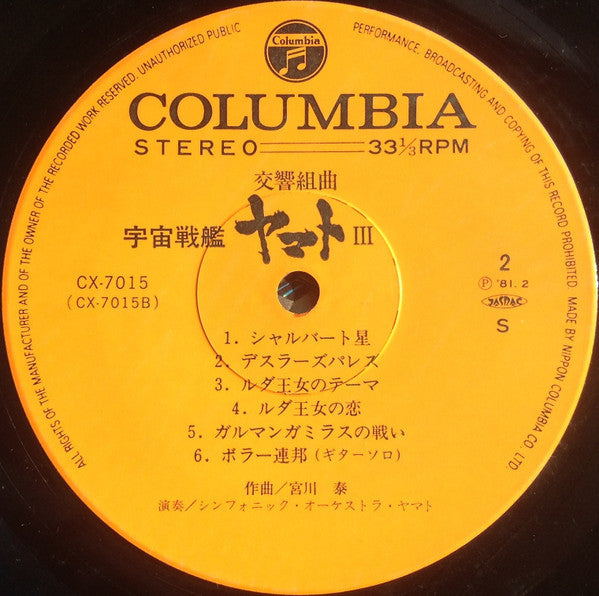 ALL RIGHTS OF THE MANUFACTURER AND OF THE OWNER OF THE RECORDED WORK RESERVED. UNAUTHORIZED PUBLIC PERFORMANCE, BROADCASTING AND COPYING OF THIS RECORD PROHIBITED. MADE BY NIPPON COLUMBIA CO. LTD.
Columbia
COLUMBIA
STEREO 33⅓RPM
交響組曲
宇宙戦艦 ヤマト III
CX-7015
(CX-7015B)
2
Ⓟ '81. 2
JASRAC
S
1. シャルバート星
2. デスラーズパレス
3. ルダ王女のテーマ
4. ルダ王女の恋
5. ガルマンガミラスの戦い
6. ボラー連邦(ギターソロ)
作曲/宮川 泰
演奏/シンフォニック・オーケストラ・ヤマト